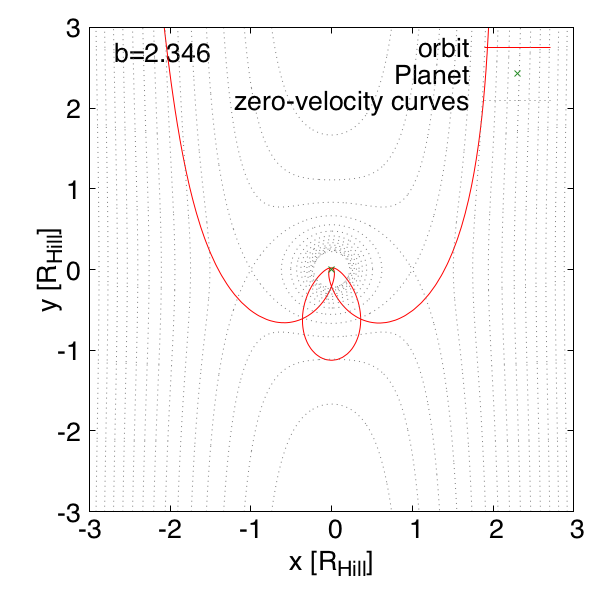 b=2.346
orbit
Planet
zero-velocity curves
3
2
1
0
-1
-2
-3
y [R_Hill]
-3 -2 -1 0 1 2 3
x [R_Hill]